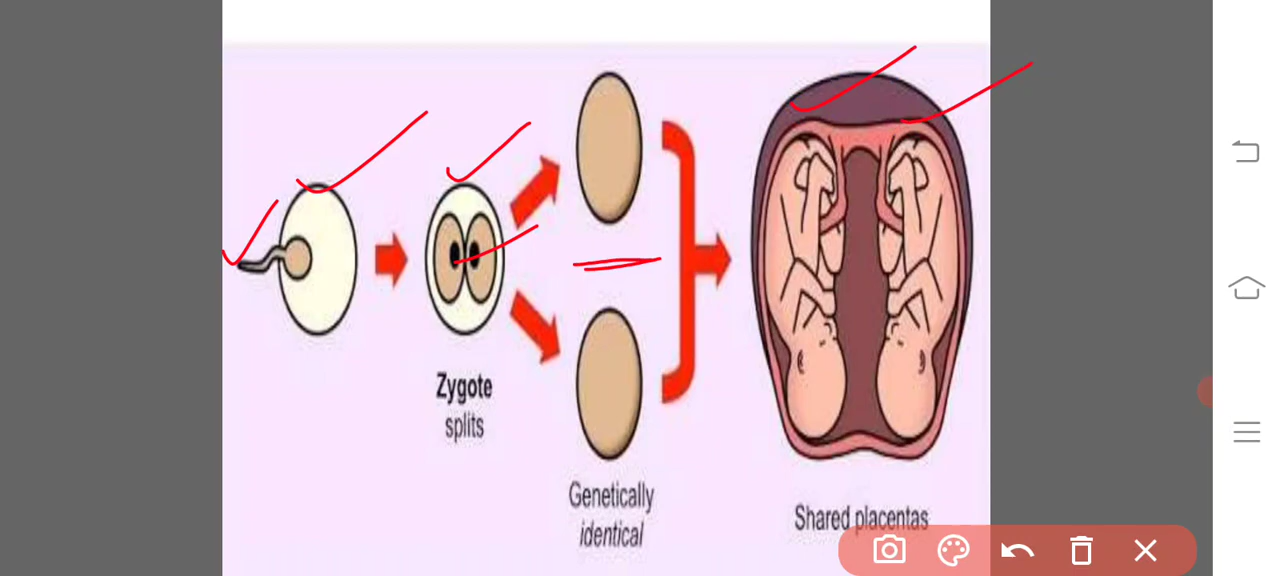 Zygote
splits
Genetically
identical
Shared placentas